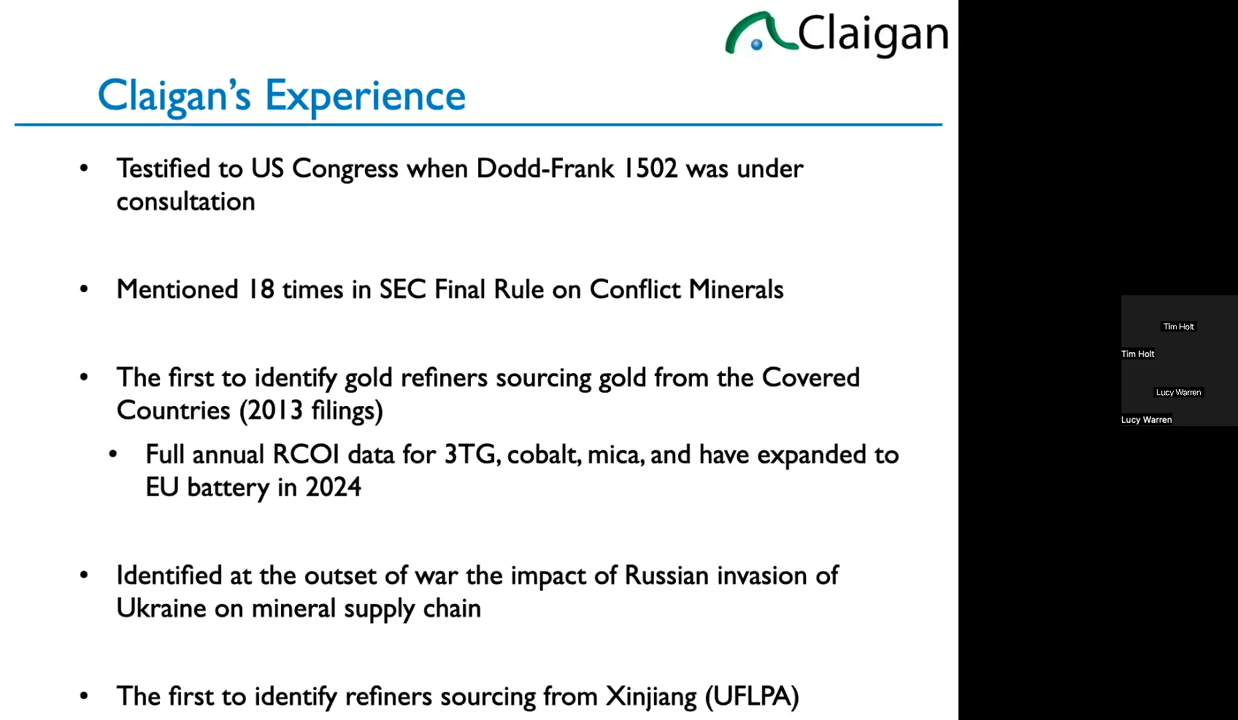 Claigan
Claigan's Experience
• Testified to US Congress when Dodd-Frank 1502 was under
consultation
• Mentioned 18 times in SEC Final Rule on Conflict Minerals
• The first to identify gold refiners sourcing gold from the Covered
Countries (2013 filings)
• Full annual RCOI data for 3TG, cobalt, mica, and have expanded to
EU battery in 2024
• Identified at the outset of war the impact of Russian invasion of
Ukraine on mineral supply chain
• The first to identify refiners sourcing from Xinjiang (UFLPA)
Tim Holt
Tim Holt
Lucy Warren
Lucy Warren